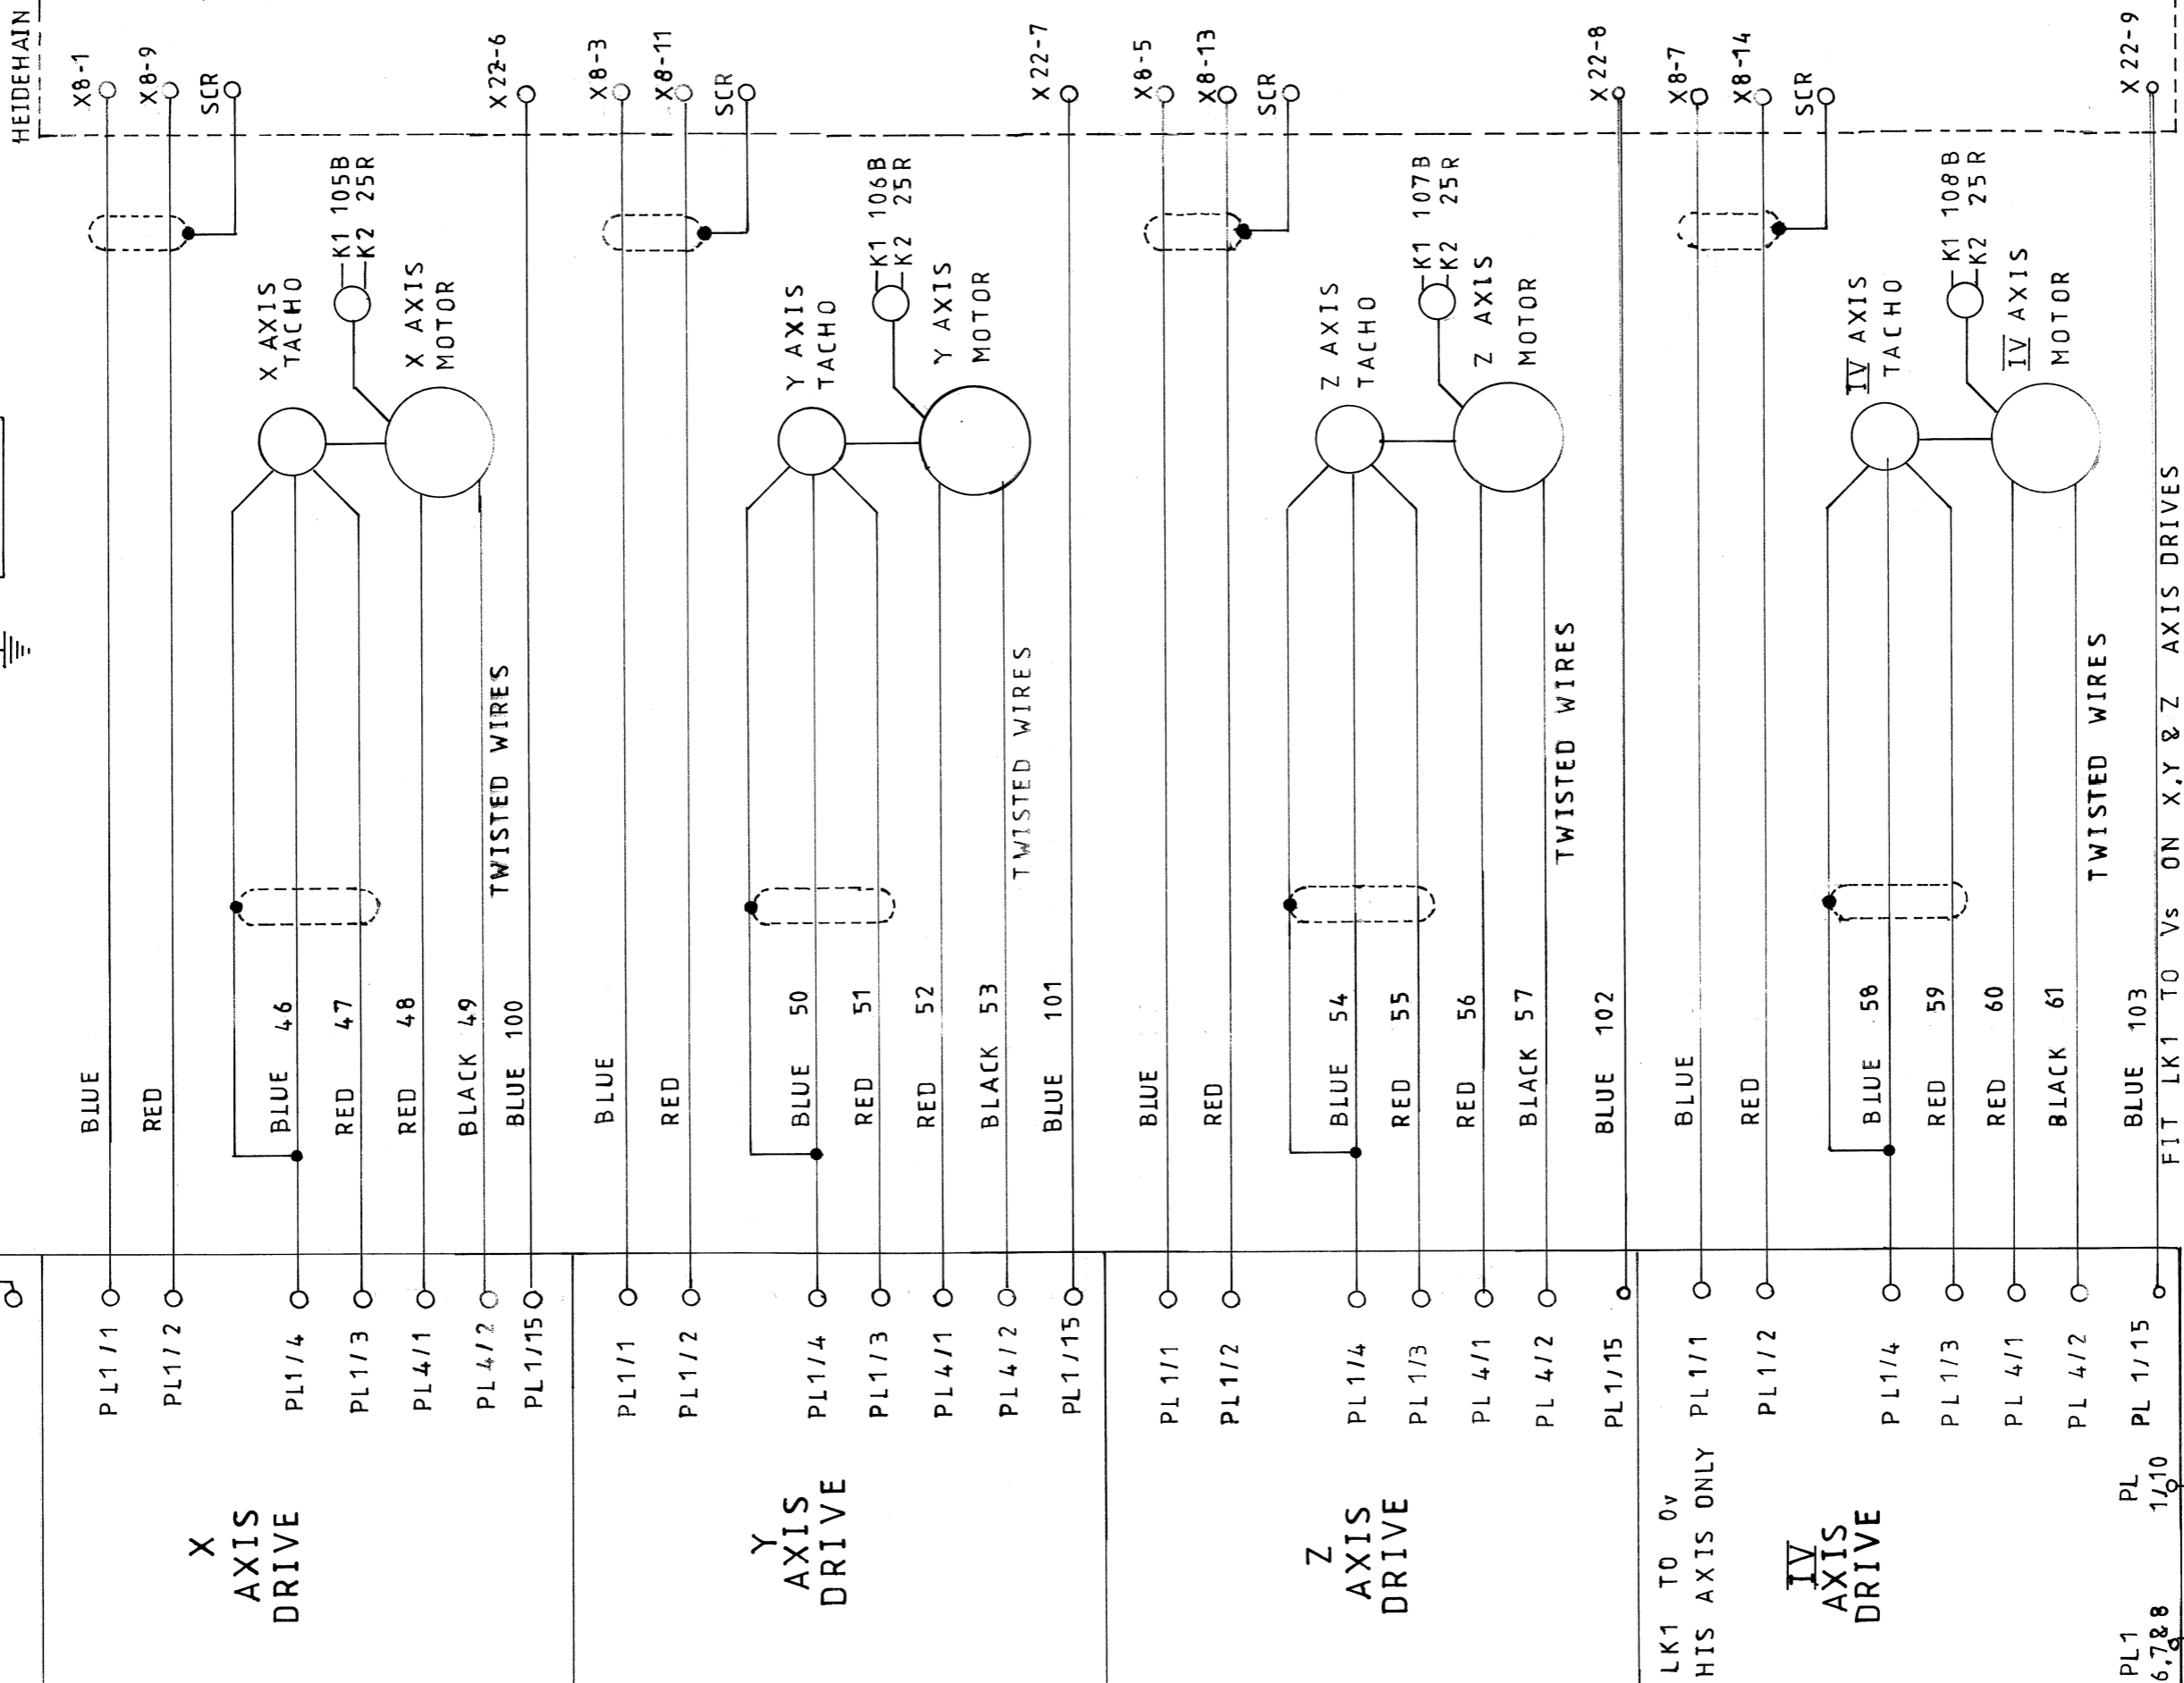 HEIDEHAIN
X8-1
X8-9
SCR
X22-6
X AXIS
TACHO
K1 105B
K2 25R
X AXIS
MOTOR
TWISTED WIRES
BLUE
RED
BLUE 46
RED 47
RED 48
BLACK 49
BLUE 100
PL1/1
PL1/2
PL1/4
PL1/3
PL4/1
PL4/2
PL1/15
X
AXIS
DRIVE
X8-3
X8-11
SCR
X22-7
Y AXIS
TACHO
K1 106B
K2 25R
Y AXIS
MOTOR
TWISTED WIRES
BLUE
RED
BLUE 50
RED 51
RED 52
BLACK 53
BLUE 101
PL1/1
PL1/2
PL1/4
PL1/3
PL4/1
PL4/2
PL1/15
Y
AXIS
DRIVE
X8-5
X8-13
SCR
X22-8
Z AXIS
TACHO
K1 107B
K2 25R
Z AXIS
MOTOR
TWISTED WIRES
BLUE
RED
BLUE 54
RED 55
RED 56
BLACK 57
BLUE 102
PL1/1
PL1/2
PL1/4
PL1/3
PL4/1
PL4/2
PL1/15
Z
AXIS
DRIVE
X8-7
X8-14
SCR
X22-9
IV AXIS
TACHO
K1 108B
K2 25R
IV AXIS
MOTOR
TWISTED WIRES
BLUE
RED
BLUE 58
RED 59
RED 60
BLACK 61
BLUE 103
PL1/1
PL1/2
PL1/4
PL1/3
PL4/1
PL4/2
PL1/15
LK1 TO 0v
HIS AXIS ONLY
IV
AXIS
DRIVE
PL1
6,7&8
PL
1/10
FIT LK1 TO Vs ON X,Y & Z AXIS DRIVES